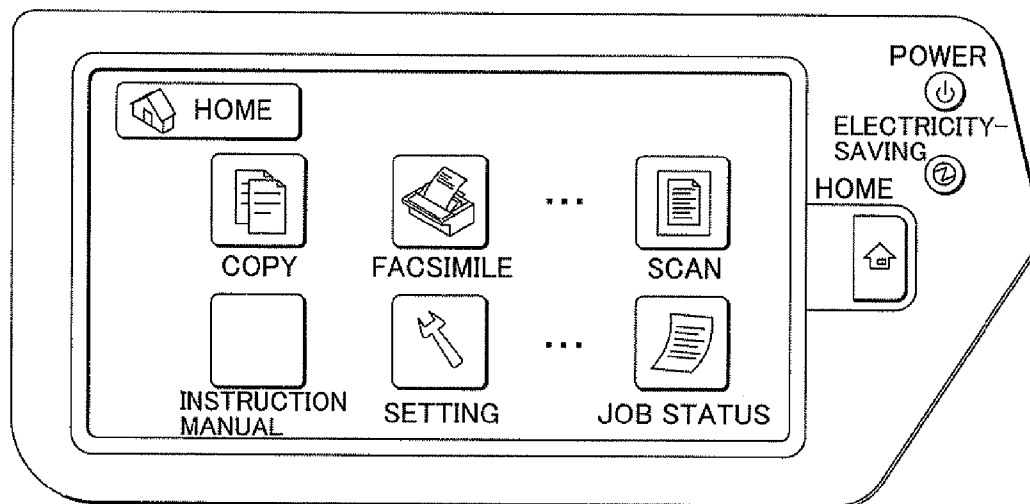 POWER
HOME
ELECTRICITY-
SAVING
HOME
COPY
FACSIMILE
...
SCAN
INSTRUCTION
MANUAL
SETTING
...
JOB STATUS